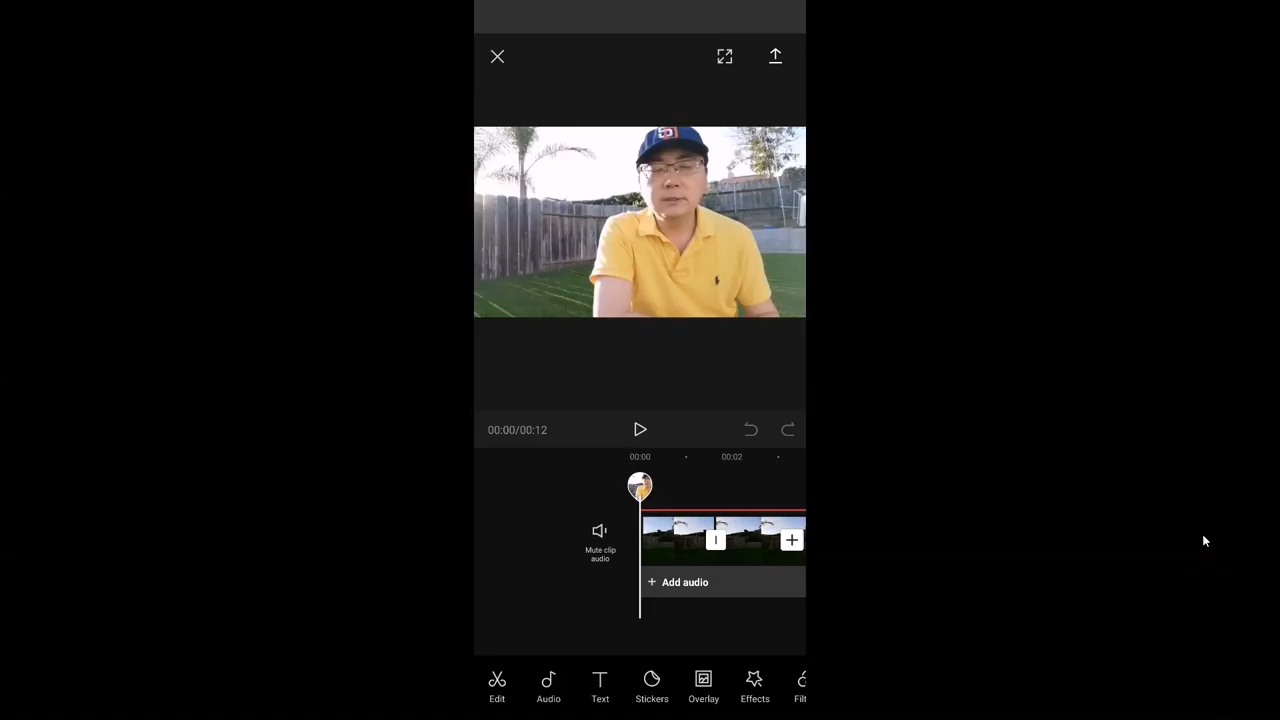 00:00/00:12
00:00
00:02
Mute clip
audio
Add audio
Edit
Audio
Text
Stickers
Overlay
Effects
Filt